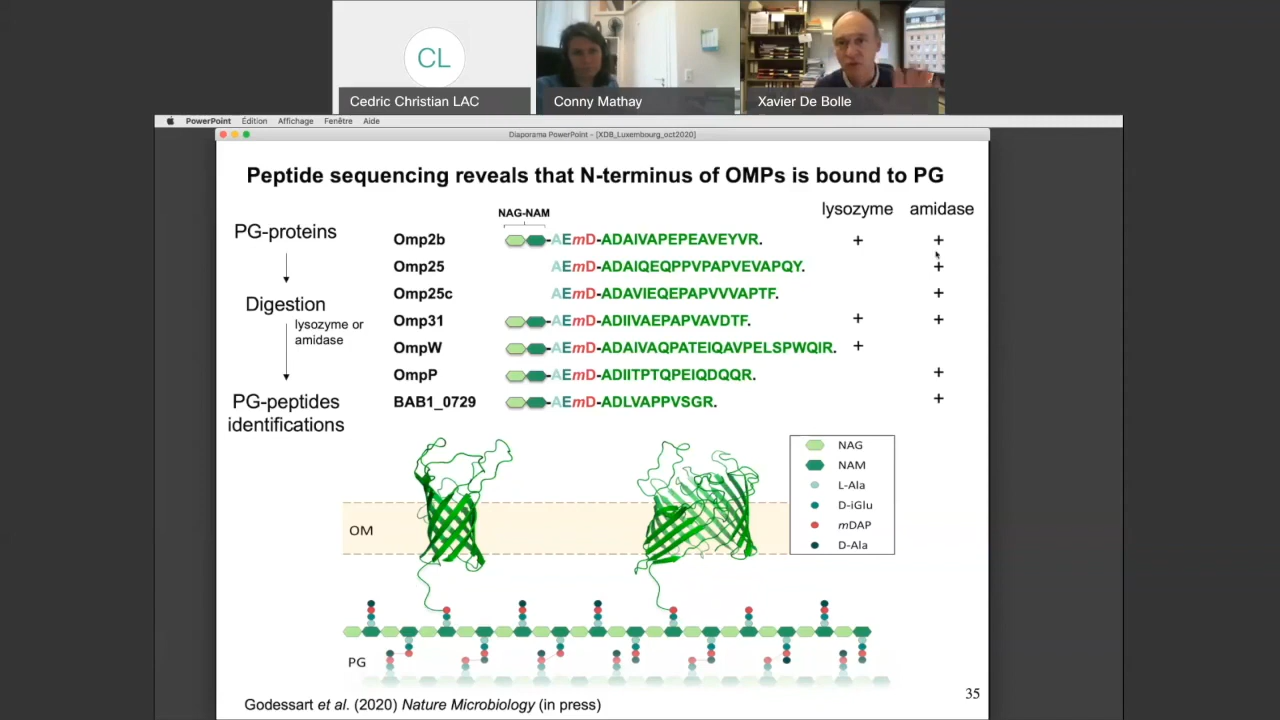 CL
Cedric Christian LAC
Conny Mathay
Xavier De Bolle
PowerPoint Édition Affichage Fenêtre Aide
Diaporama PowerPoint – [XDB_Luxembourg_oct2020]
Peptide sequencing reveals that N-terminus of OMPs is bound to PG
lysozyme amidase
NAG-NAM
PG-proteins
Omp2b -AEmD-ADAIVAPEPEAVEYVR. + +
Omp25 AEmD-ADAIQEQPPVPAPVEVAPQY. +
Omp25c AEmD-ADAVIEQEPAPVVVAPTF. +
Digestion
lysozyme or
amidase
Omp31 -AEmD-ADIIVAEPAPVAVDTF. + +
OmpW -AEmD-ADAIVAQPATEIQAVPELSPWQIR. +
OmpP -AEmD-ADIITPTQPEIQDQQR. +
BAB1_0729 -AEmD-ADLVAPPVSGR. +
PG-peptides
identifications
NAG
NAM
L-Ala
D-iGlu
mDAP
D-Ala
OM
PG
Godessart et al. (2020) Nature Microbiology (in press)
35